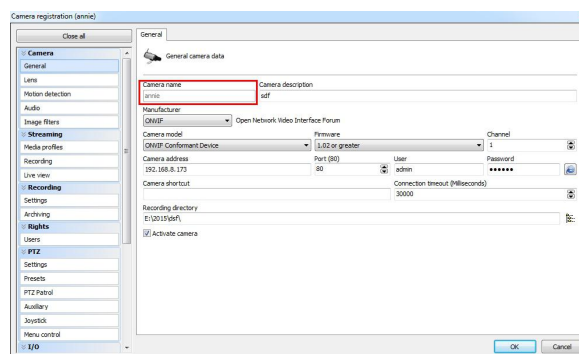 Camera registration (annie)
Close all
Camera
General
Lens
Motion detection
Audio
Image filters
Streaming
Media profiles
Recording
Live view
Recording
Settings
Archiving
Rights
Users
PTZ
Settings
Presets
PTZ Patrol
Auxiliary
Joystick
Menu control
I/O
General
General camera data
Camera name Camera description
annie sdf
Manufacturer
ONVIF Open Network Video Interface Forum
Camera model Firmware Channel
ONVIF Conformant Device 1.02 or greater 1
Camera address Port (80) User Password
192.168.8.173 80 admin ••••••
Camera shortcut Connection timeout (Milliseconds)
30000
Recording directory
E:\2015\dsf\
Activate camera
OK Cancel